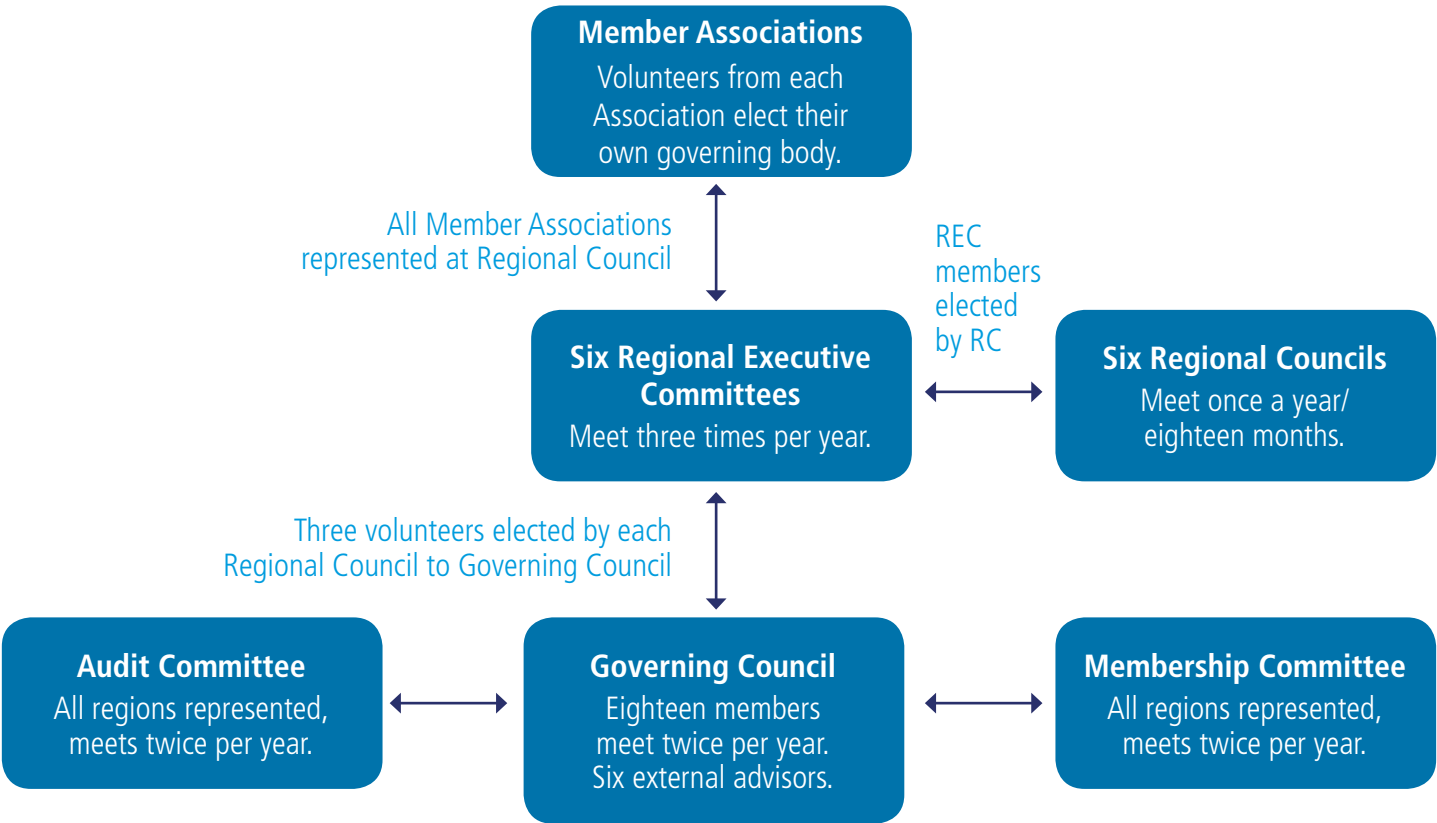 Member Associations
Volunteers from each
Association elect their
own governing body.
All Member Associations
represented at Regional Council
REC
members
elected
by RC
Six Regional Executive
Committees
Meet three times per year.
Six Regional Councils
Meet once a year/
eighteen months.
Three volunteers elected by each
Regional Council to Governing Council
Audit Committee
All regions represented,
meets twice per year.
Governing Council
Eighteen members
meet twice per year.
Six external advisors.
Membership Committee
All regions represented,
meets twice per year.